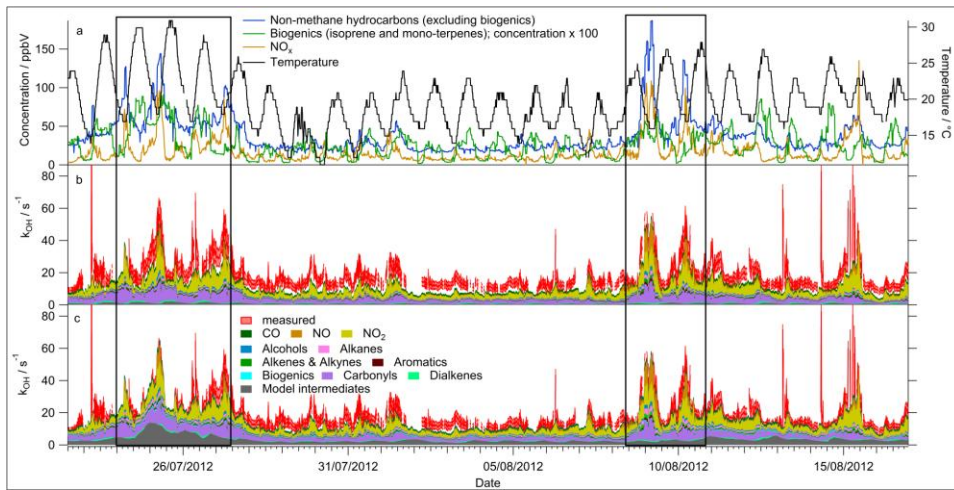 a
Non-methane hydrocarbons (excluding biogenics)
Biogenics (isoprene and mono-terpenes); concentration x 100
NOx
Temperature
Concentration / ppbV
150
100
50
0
Temperature / °C
30
25
20
15
b
kOH / s-1
80
60
40
20
0
c
kOH / s-1
80
60
40
20
0
measured
CO NO NO2
Alcohols Alkanes
Alkenes & Alkynes Aromatics
Biogenics Carbonyls Dialkenes
Model intermediates
26/07/2012 31/07/2012 05/08/2012 10/08/2012 15/08/2012
Date